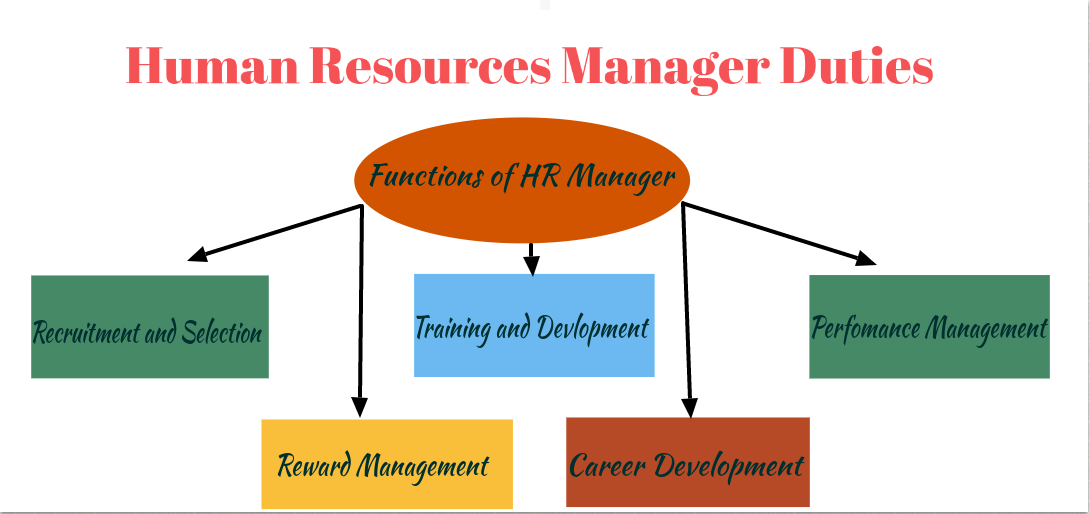 Human Resources Manager Duties
Functions of HR Manager
Recruitment and Selection
Training and Devlopment
Perfomance Management
Reward Management
Career Development